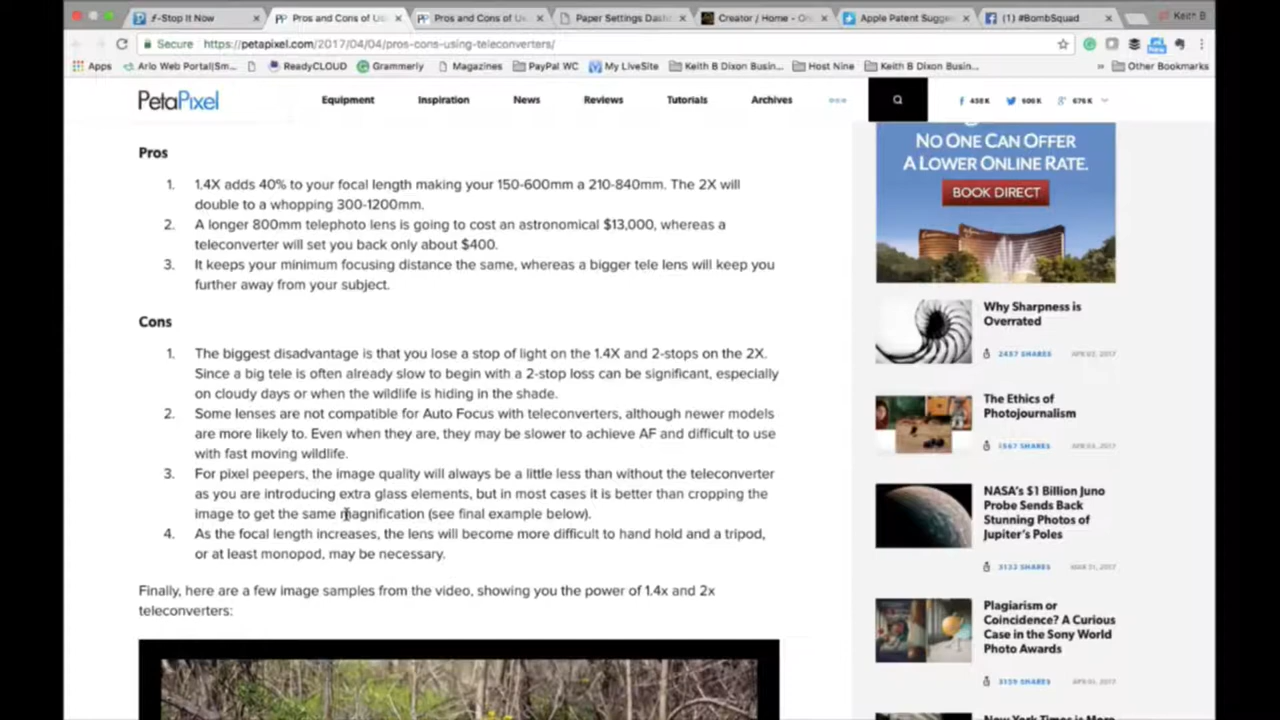 f-Stop It Now
Pros and Cons of Us
Pros and Cons of Us
Paper Settings Das
Creator / Home - On
Apple Patent Sugge
(1) #BombSquad
Keith B
Secure
https://petapixel.com/2017/04/04/pros-cons-using-teleconverters/
Apps
Arlo Web Portal|Sm...
ReadyCLOUD
Grammerly
Magazines
PayPal WC
My LiveSite
Keith B Dixon Busin...
Host Nine
Keith B Dixon Busin...
»
Other Bookmarks
PetaPixel
Equipment
Inspiration
News
Reviews
Tutorials
Archives
458K
506K
675K
Pros
1. 1.4X adds 40% to your focal length making your 150-600mm a 210-840mm. The 2X will
double to a whopping 300-1200mm.
2. A longer 800mm telephoto lens is going to cost an astronomical $13,000, whereas a
teleconverter will set you back only about $400.
3. It keeps your minimum focusing distance the same, whereas a bigger tele lens will keep you
further away from your subject.
Cons
1. The biggest disadvantage is that you lose a stop of light on the 1.4X and 2-stops on the 2X.
Since a big tele is often already slow to begin with a 2-stop loss can be significant, especially
on cloudy days or when the wildlife is hiding in the shade.
2. Some lenses are not compatible for Auto Focus with teleconverters, although newer models
are more likely to. Even when they are, they may be slower to achieve AF and difficult to use
with fast moving wildlife.
3. For pixel peepers, the image quality will always be a little less than without the teleconverter
as you are introducing extra glass elements, but in most cases it is better than cropping the
image to get the same magnification (see final example below).
4. As the focal length increases, the lens will become more difficult to hand hold and a tripod,
or at least monopod, may be necessary.
Finally, here are a few image samples from the video, showing you the power of 1.4x and 2x
teleconverters:
NO ONE CAN OFFER
A LOWER ONLINE RATE.
BOOK DIRECT
Why Sharpness is
Overrated
2457 SHARES APR 03, 2017
The Ethics of
Photojournalism
1567 SHARES APR 03, 2017
NASA's $1 Billion Juno
Probe Sends Back
Stunning Photos of
Jupiter's Poles
3133 SHARES MAR 31, 2017
Plagiarism or
Coincidence? A Curious
Case in the Sony World
Photo Awards
3159 SHARES APR 01, 2017